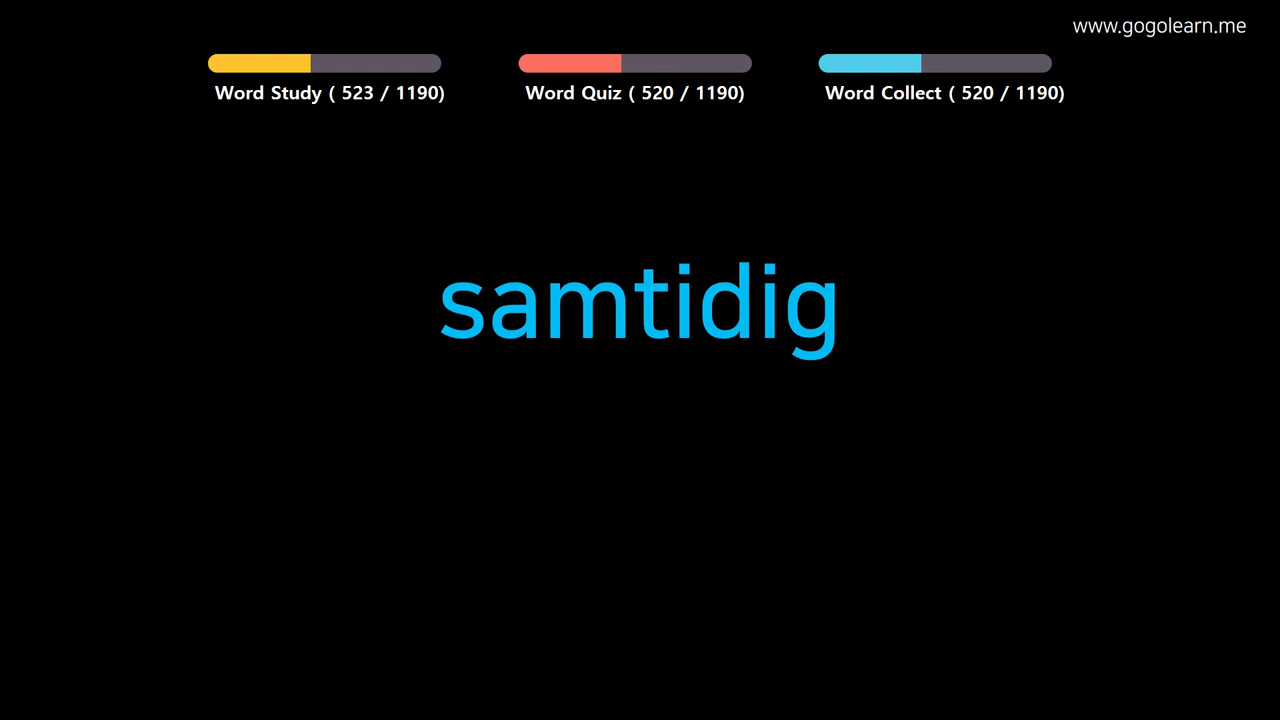 www.gogolearn.me
Word Study ( 523 / 1190)
Word Quiz ( 520 / 1190)
Word Collect ( 520 / 1190)
samtidig